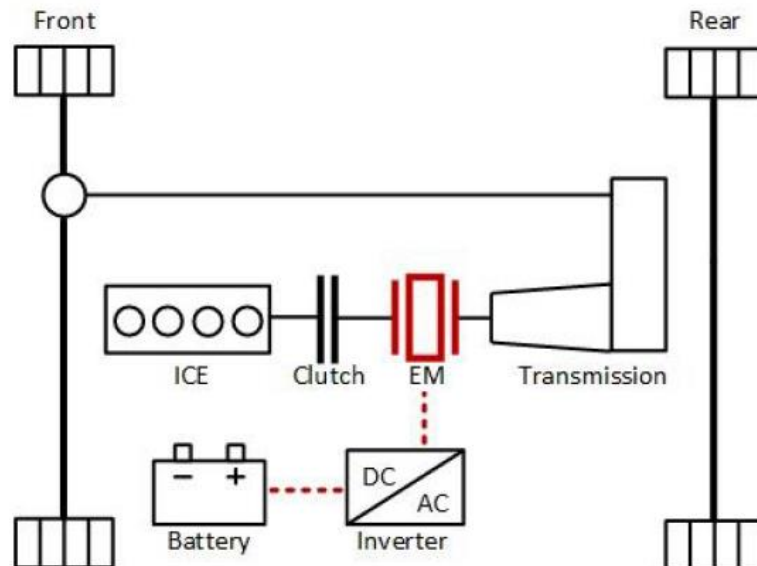 Front
Rear
ICE
Clutch
EM
Transmission
− +
DC
AC
Battery
Inverter